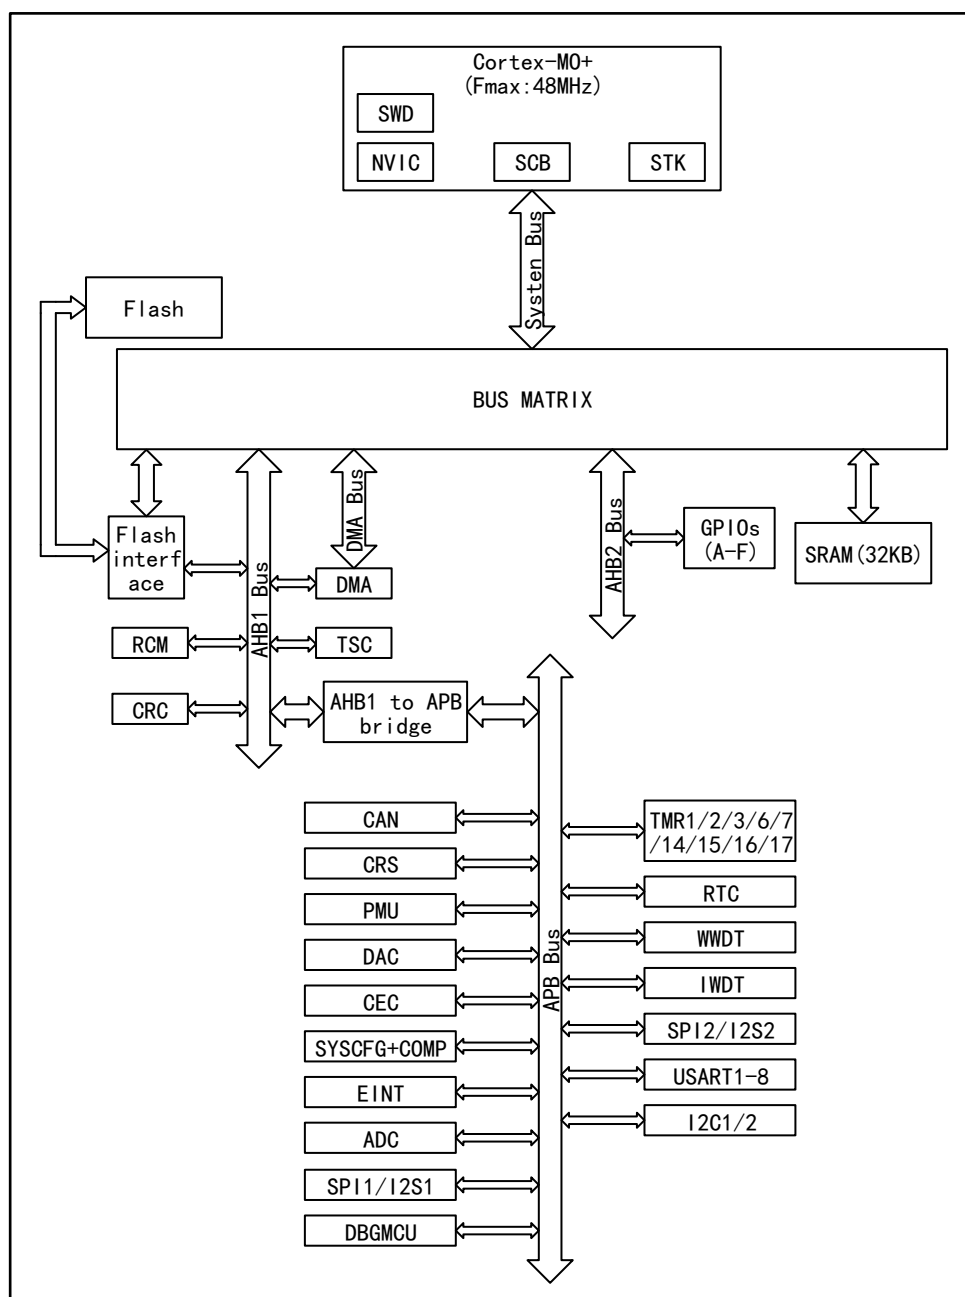 Cortex-M0+
(Fmax:48MHz)
SWD
NVIC
SCB
STK
Systen Bus
Flash
BUS MATRIX
DMA Bus
AHB2 Bus
AHB1 Bus
Flash
interf
ace
GPIOs
(A-F)
SRAM(32KB)
DMA
RCM
TSC
CRC
AHB1 to APB
bridge
APB Bus
CAN
TMR1/2/3/6/7
/14/15/16/17
CRS
RTC
PMU
WWDT
DAC
IWDT
CEC
SPI2/I2S2
SYSCFG+COMP
USART1-8
EINT
I2C1/2
ADC
SPI1/I2S1
DBGMCU